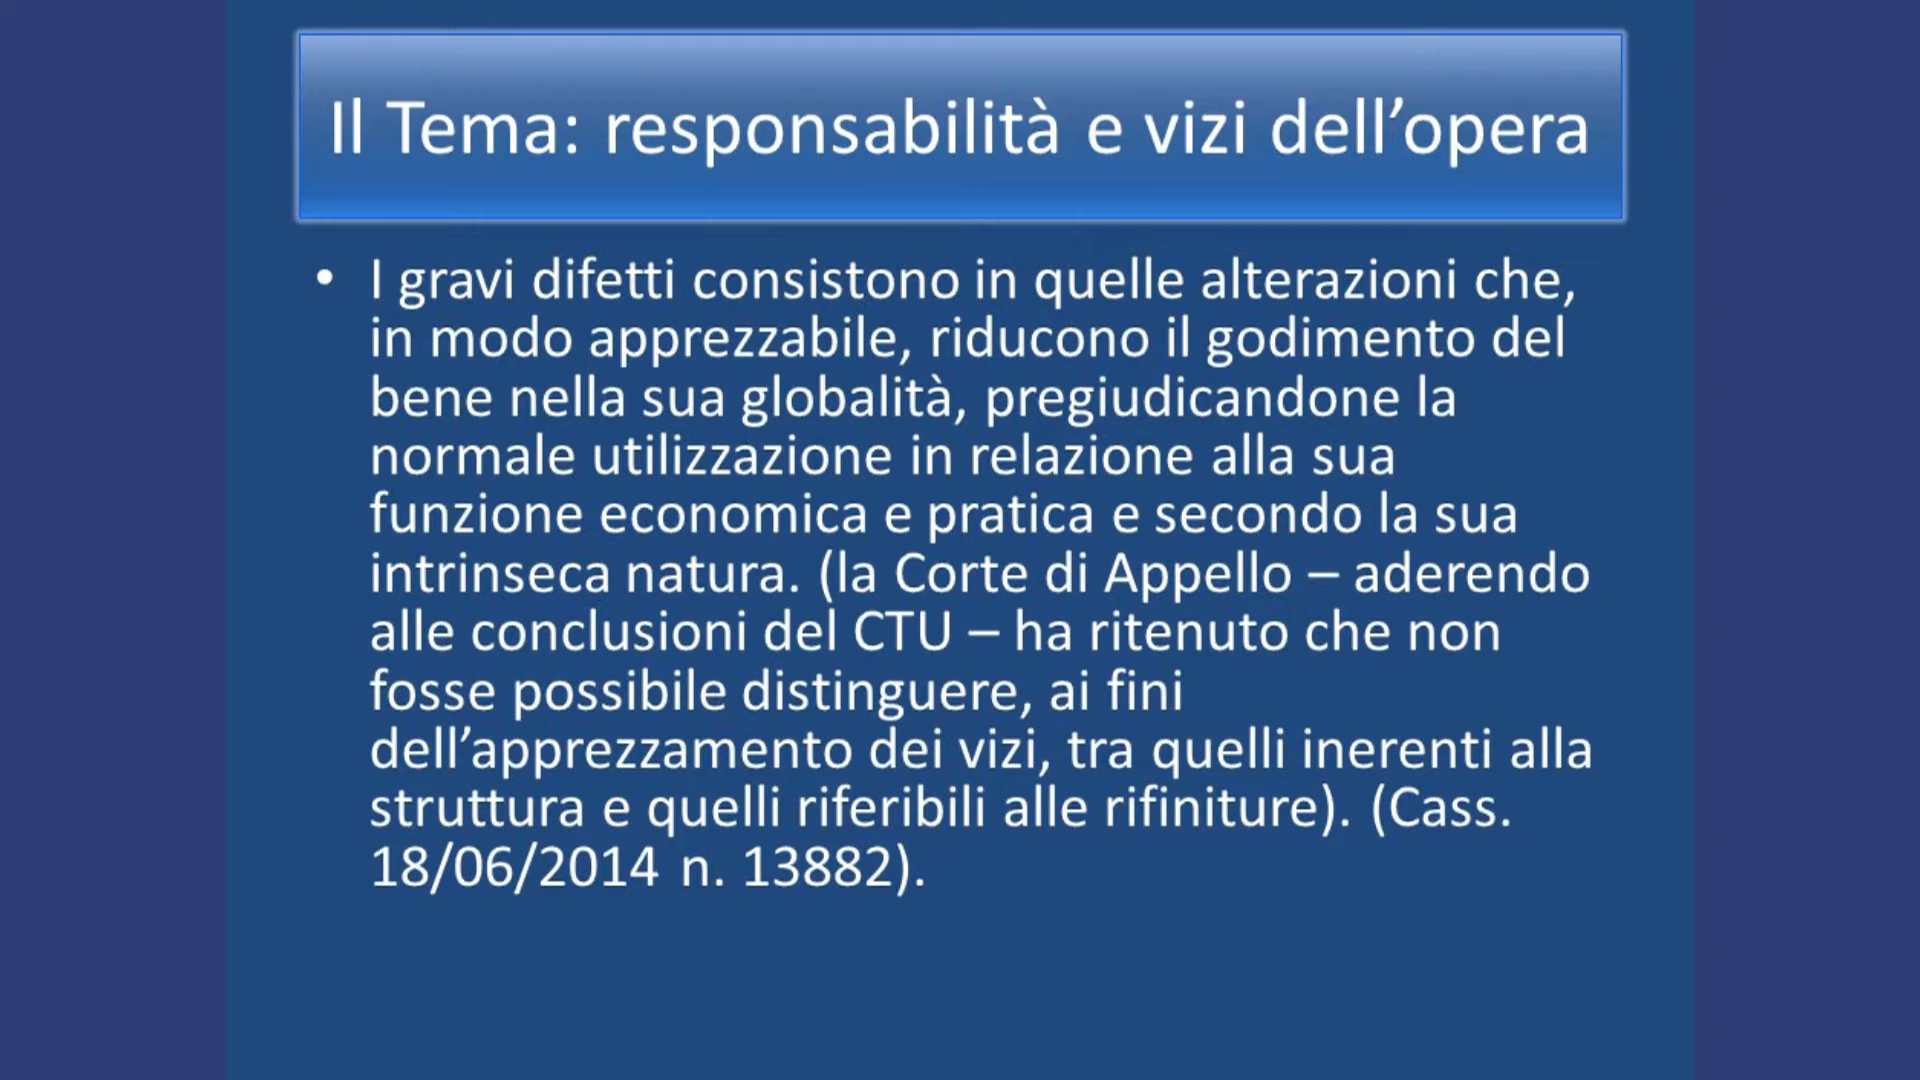 Il Tema: responsabilità e vizi dell’opera
• I gravi difetti consistono in quelle alterazioni che,
in modo apprezzabile, riducono il godimento del
bene nella sua globalità, pregiudicandone la
normale utilizzazione in relazione alla sua
funzione economica e pratica e secondo la sua
intrinseca natura. (la Corte di Appello – aderendo
alle conclusioni del CTU – ha ritenuto che non
fosse possibile distinguere, ai fini
dell’apprezzamento dei vizi, tra quelli inerenti alla
struttura e quelli riferibili alle rifiniture). (Cass.
18/06/2014 n. 13882).